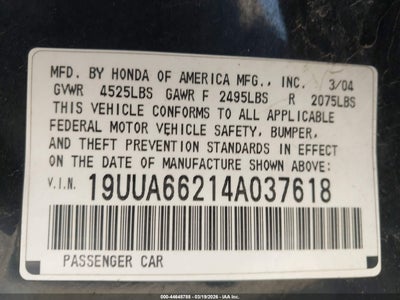 MFD. BY HONDA OF AMERICA MFG., INC. 3/04
GVWR 4525LBS GAWR F 2495LBS R 2075LBS
THIS VEHICLE CONFORMS TO ALL APPLICABLE
FEDERAL MOTOR VEHICLE SAFETY, BUMPER,
AND THEFT PREVENTION STANDARDS IN EFFECT
ON THE DATE OF MANUFACTURE SHOWN ABOVE:
V.I.N. 19UUA66214A037618
PASSENGER CAR
000-44648788 - 03/19/2026 - IAA Inc.